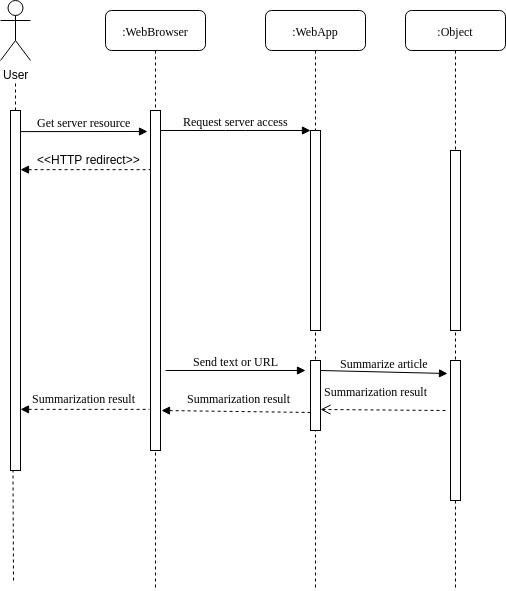 :WebBrowser
:WebApp
:Object
User
Get server resource
Request server access
<<HTTP redirect>>
Send text or URL
Summarize article
Summarization result
Summarization result
Summarization result